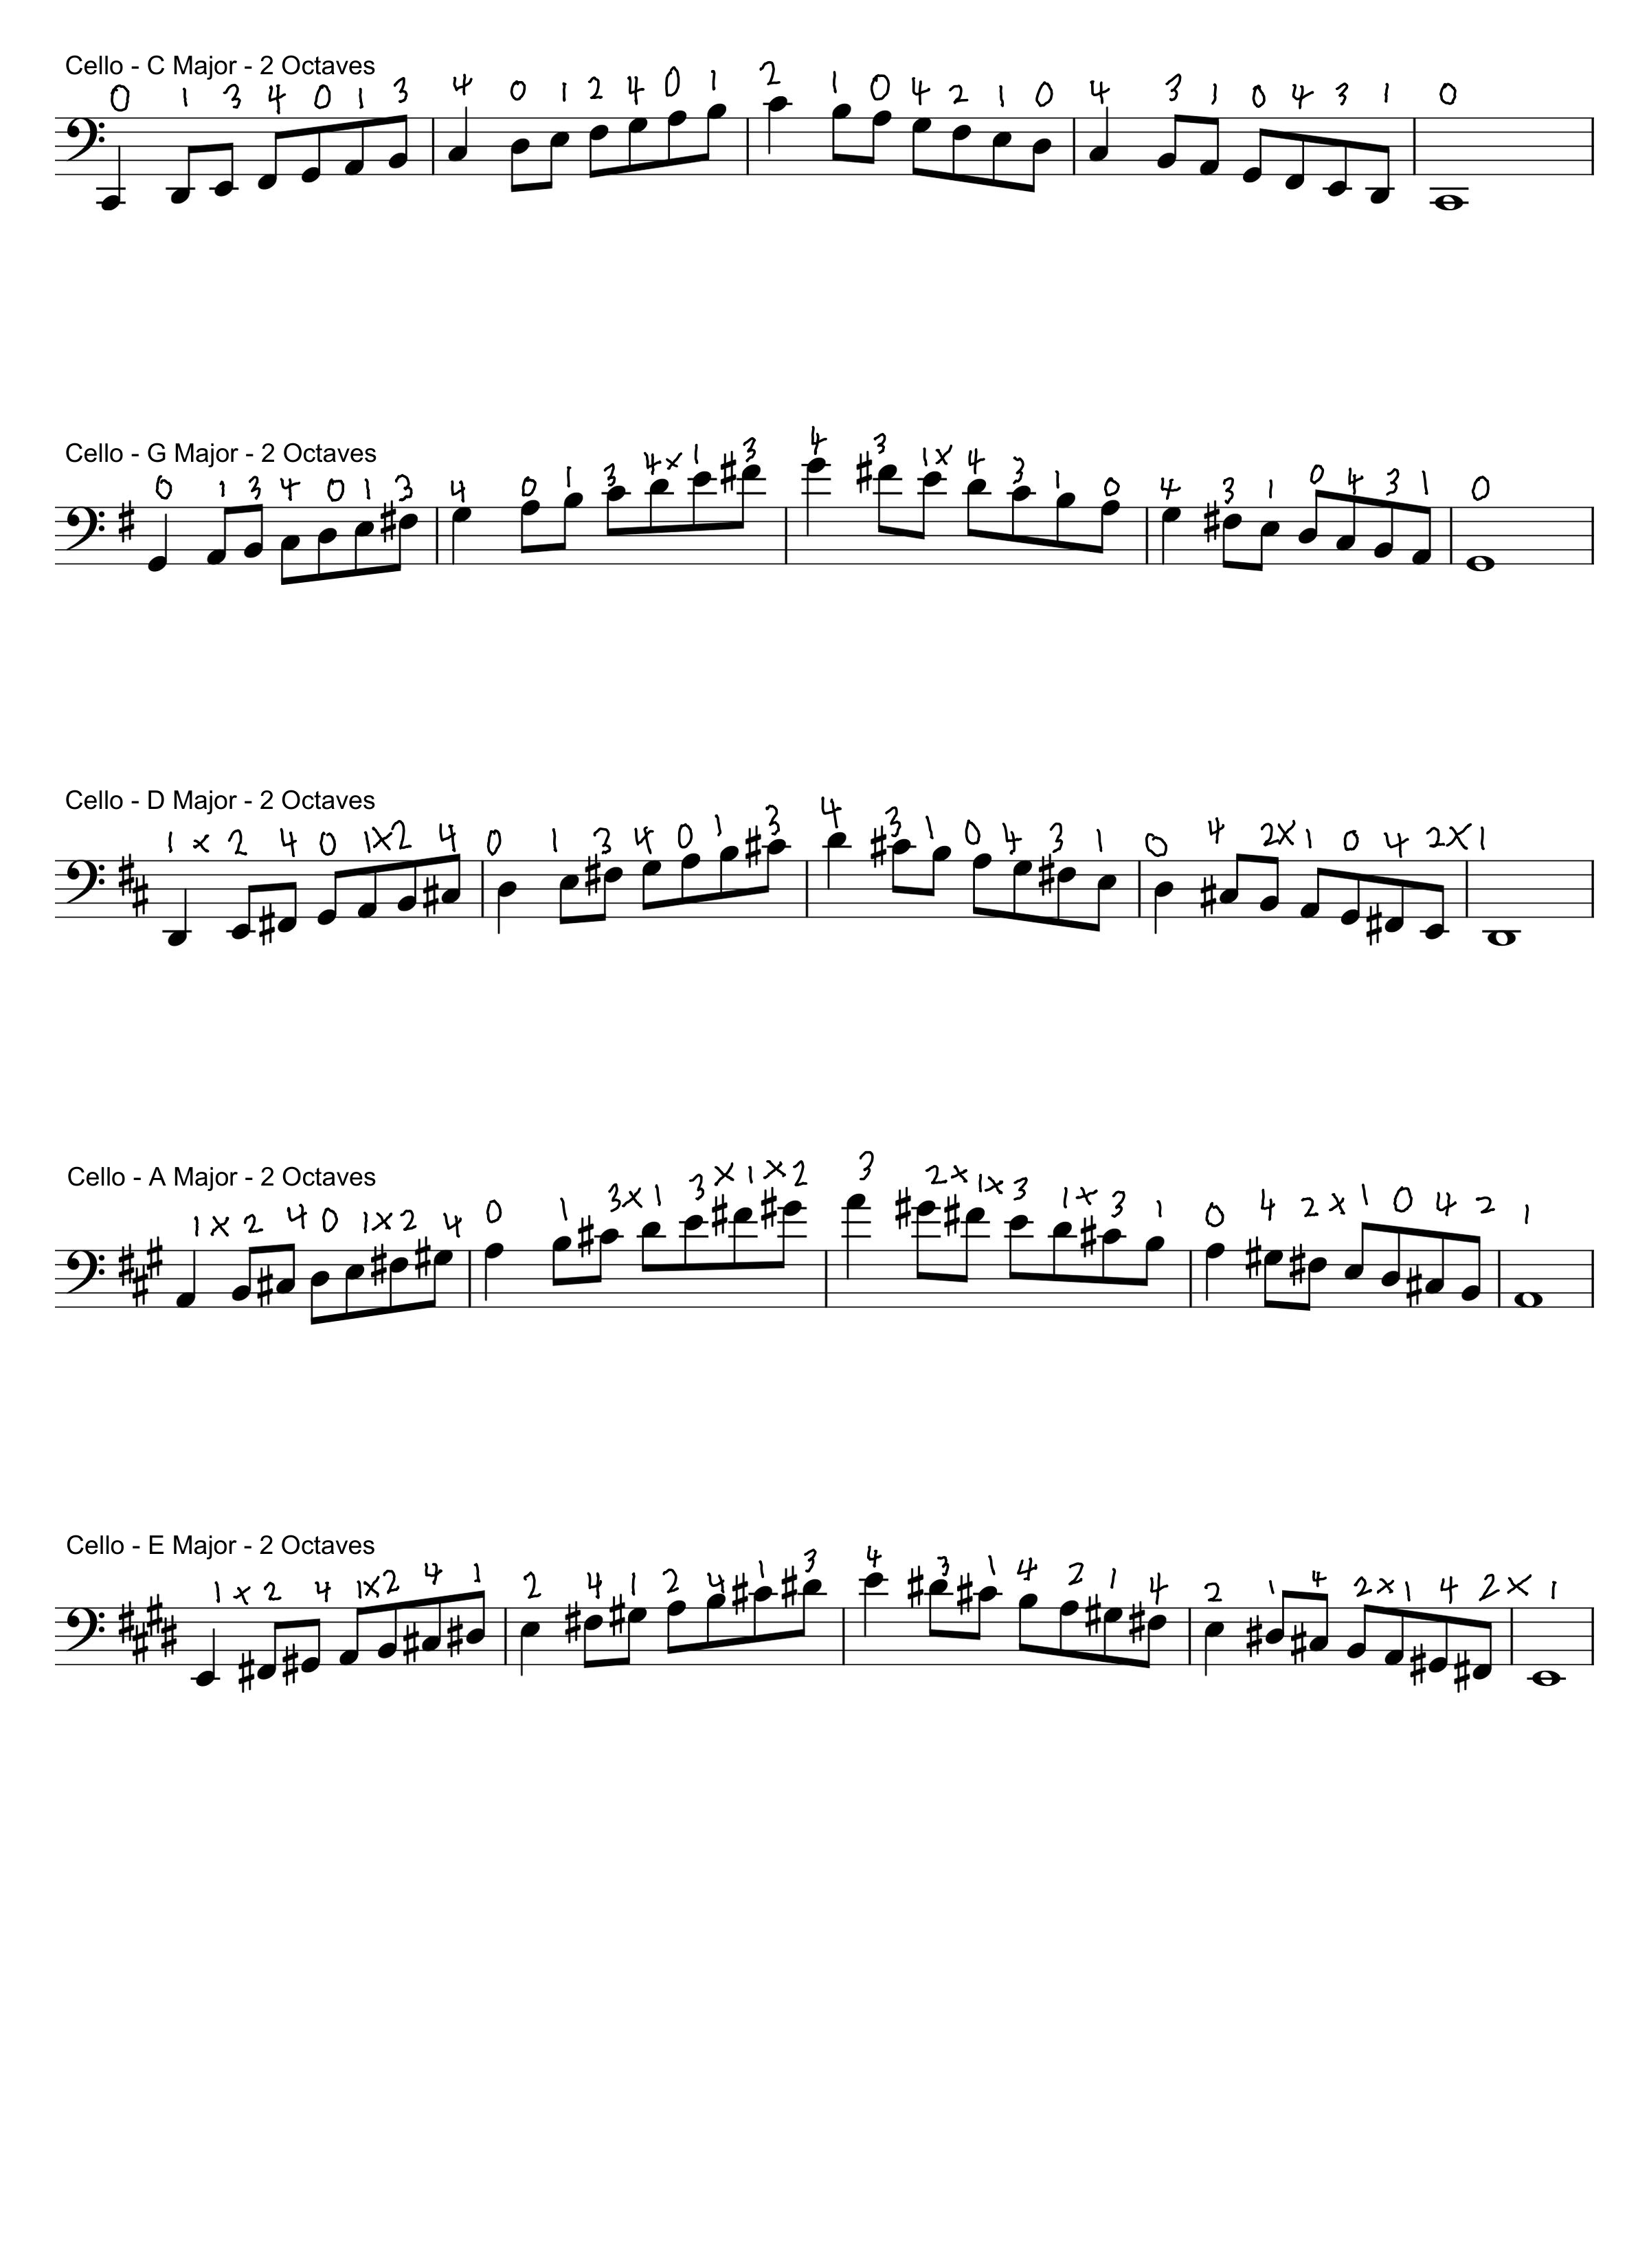 Cello - C Major - 2 Octaves
0 1 3 4 0 1 3 4 0 1 2 4 0 1 2 1 0 4 2 1 0 4 3 1 0 4 3 1 0
Cello - G Major - 2 Octaves
0 1 3 4 0 1 3 4 0 1 3 4 x 1 3 4 3 1 x 4 3 1 0 4 3 1 0 4 3 1 0
Cello - D Major - 2 Octaves
1 x 2 4 0 1 x 2 4 0 1 3 4 0 1 3 4 3 1 0 4 3 1 0 4 2 x 1 0 4 2 x 1
Cello - A Major - 2 Octaves
1 x 2 4 0 1 x 2 4 0 1 3 x 1 3 x 1 x 2 3 2 x 1 x 3 1 x 3 1 0 4 2 x 1 0 4 2 1
Cello - E Major - 2 Octaves
1 x 2 4 1 x 2 4 1 2 4 1 2 4 1 3 4 3 1 4 2 1 4 2 1 4 2 x 1 4 2 x 1